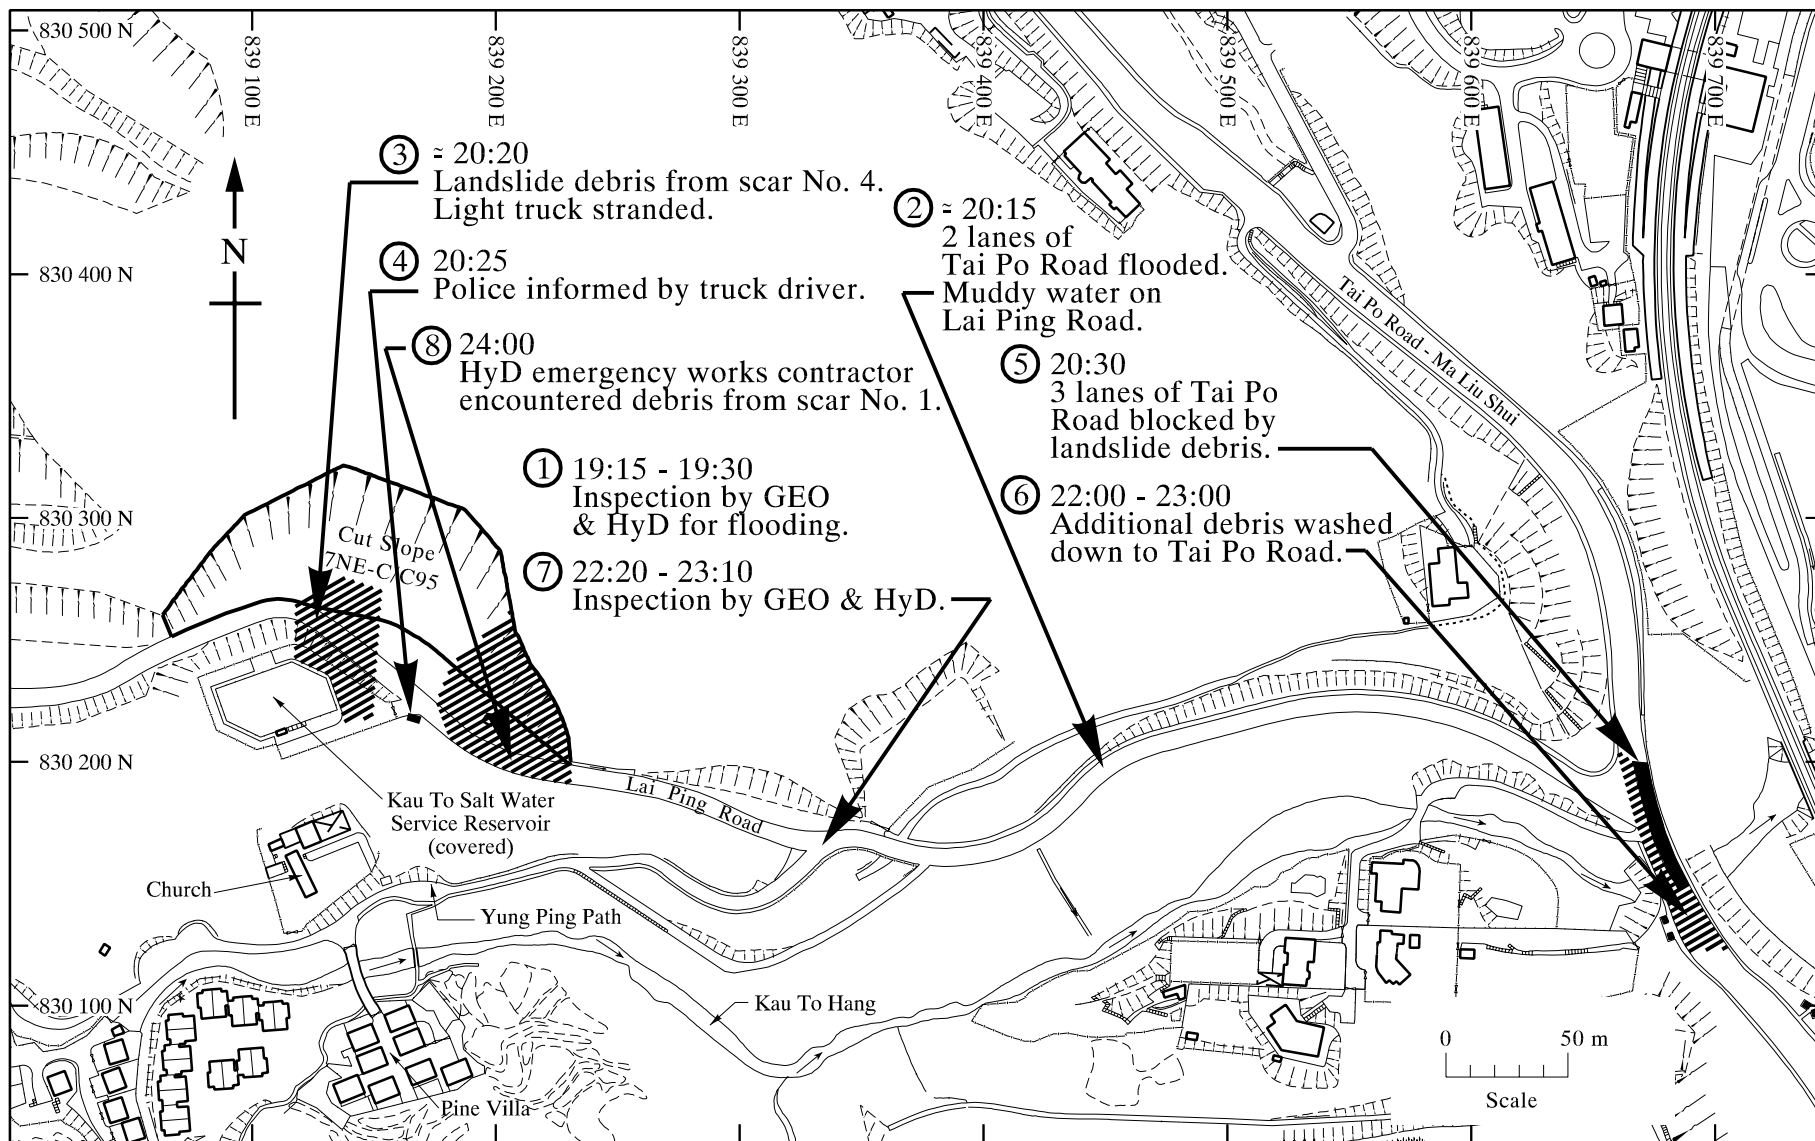 830 500 N
839 100 E
839 200 E
839 300 E
839 400 E
839 500 E
839 600 E
839 700 E
3 ≈ 20:20
Landslide debris from scar No. 4.
Light truck stranded.
2 ≈ 20:15
2 lanes of
Tai Po Road flooded.
Muddy water on
Lai Ping Road.
N
4 20:25
Police informed by truck driver.
830 400 N
Tai Po Road - Ma Liu Shui
8 24:00
HyD emergency works contractor
encountered debris from scar No. 1.
5 20:30
3 lanes of Tai Po
Road blocked by
landslide debris.
1 19:15 - 19:30
Inspection by GEO
& HyD for flooding.
6 22:00 - 23:00
Additional debris washed
down to Tai Po Road.
830 300 N
Cut Slope
7NE-C/C95
7 22:20 - 23:10
Inspection by GEO & HyD.
830 200 N
Lai Ping Road
Kau To Salt Water
Service Reservoir
(covered)
Church
Yung Ping Path
830 100 N
Kau To Hang
0 50 m
Scale
Pine Villa